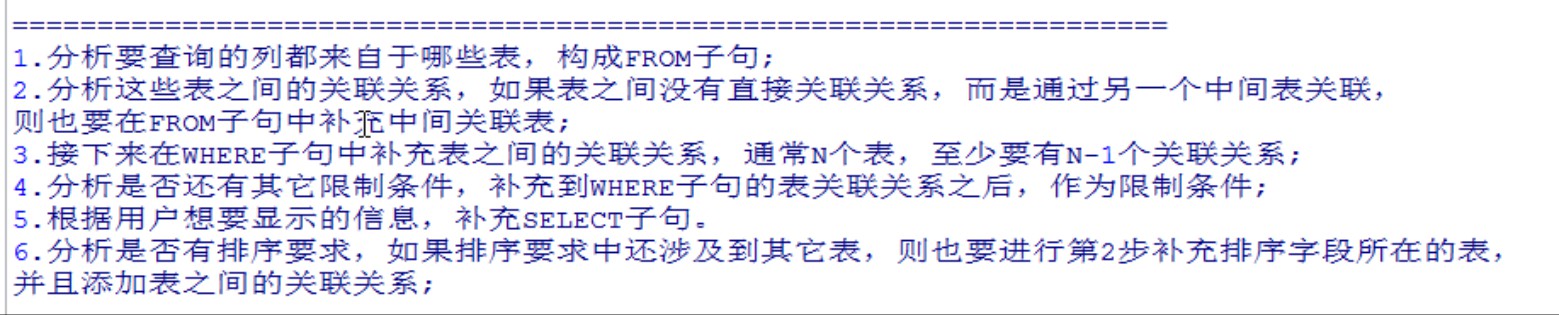 ======================================================================
1.分析要查询的列都来自于哪些表，构成FROM子句;
2.分析这些表之间的关联关系，如果表之间没有直接关联关系，而是通过另一个中间表关联，
则也要在FROM子句中补充中间关联表;
3.接下来在WHERE子句中补充表之间的关联关系，通常N个表，至少要有N-1个关联关系;
4.分析是否还有其它限制条件，补充到WHERE子句的表关联关系之后，作为限制条件;
5.根据用户想要显示的信息，补充SELECT子句。
6.分析是否有排序要求，如果排序要求中还涉及到其它表，则也要进行第2步补充排序字段所在的表，
并且添加表之间的关联关系;